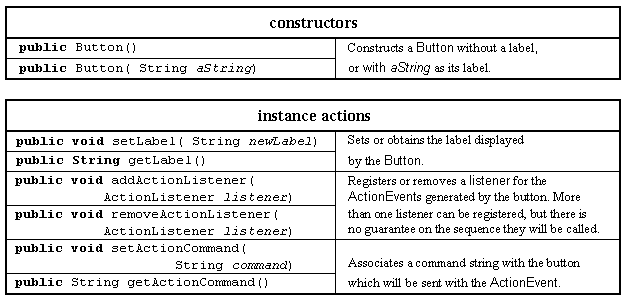 constructors
public Button()
public Button( String aString)
Constructs a Button without a label,
or with aString as its label.
instance actions
public void setLabel( String newLabel)
public String getLabel()
Sets or obtains the label displayed
by the Button.
public void addActionListener(
ActionListener listener)
public void removeActionListener(
ActionListener listener)
Registers or removes a listener for the
ActionEvents generated by the button. More
than one listener can be registered, but there is
no guarantee on the sequence they will be called.
public void setActionCommand(
String command)
public String getActionCommand()
Associates a command string with the button
which will be sent with the ActionEvent.